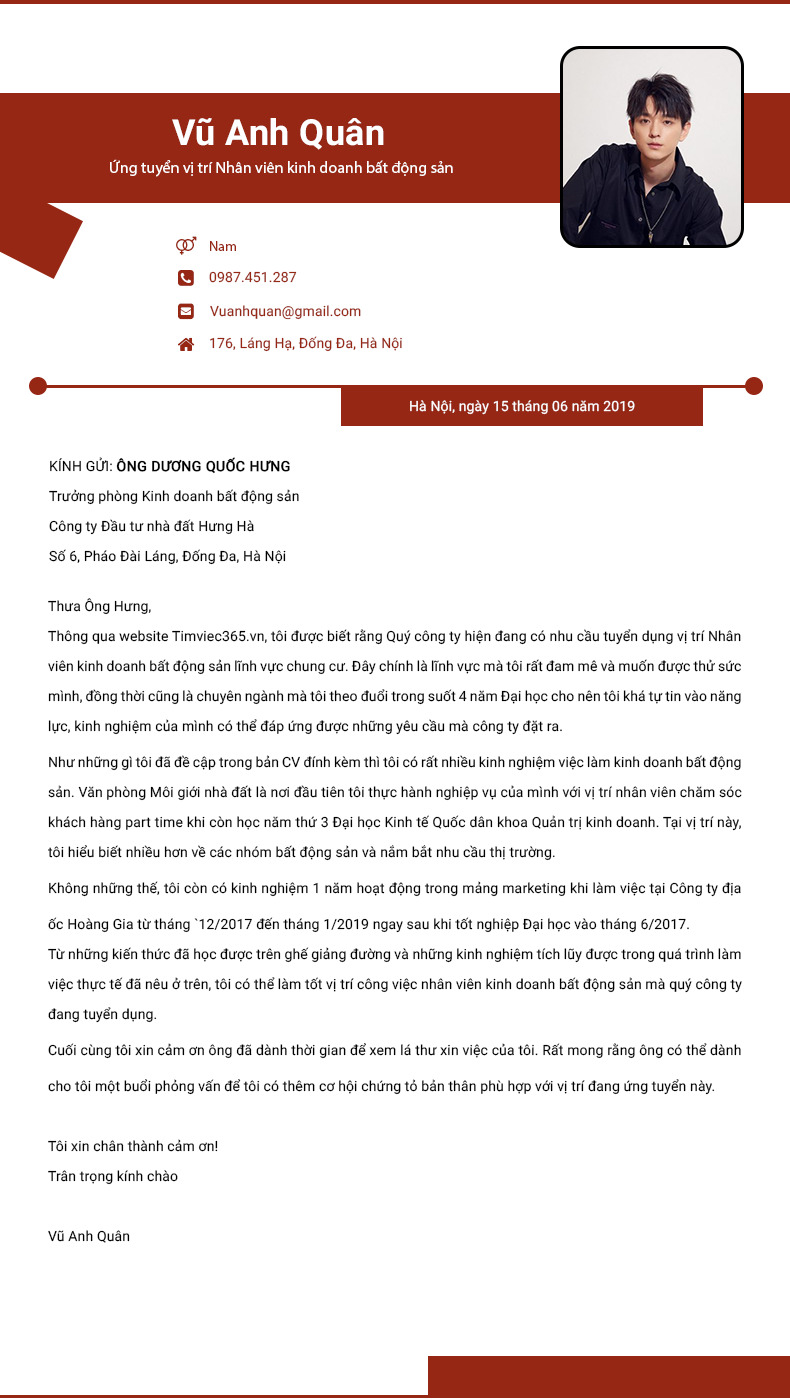 Vũ Anh Quân
Ứng tuyển vị trí Nhân viên kinh doanh bất động sản
Nam
0987.451.287
Vuanhquan@gmail.com
176, Láng Hạ, Đống Đa, Hà Nội
Hà Nội, ngày 15 tháng 06 năm 2019
KÍNH GỬI: ÔNG DƯƠNG QUỐC HƯNG
Trưởng phòng Kinh doanh bất động sản
Công ty Đầu tư nhà đất Hưng Hà
Số 6, Pháo Đài Láng, Đống Đa, Hà Nội
Thưa Ông Hưng,
Thông qua website Timviec365.vn, tôi được biết rằng Quý công ty hiện đang có nhu cầu tuyển dụng vị trí Nhân
viên kinh doanh bất động sản lĩnh vực chung cư. Đây chính là lĩnh vực mà tôi rất đam mê và muốn được thử sức
mình, đồng thời cũng là chuyên ngành mà tôi theo đuổi trong suốt 4 năm Đại học cho nên tôi khá tự tin vào năng
lực, kinh nghiệm của mình có thể đáp ứng được những yêu cầu mà công ty đặt ra.
Như những gì tôi đã đề cập trong bản CV đính kèm thì tôi có rất nhiều kinh nghiệm việc làm kinh doanh bất động
sản. Văn phòng Môi giới nhà đất là nơi đầu tiên tôi thực hành nghiệp vụ của mình với vị trí nhân viên chăm sóc
khách hàng part time khi còn học năm thứ 3 Đại học Kinh tế Quốc dân khoa Quản trị kinh doanh. Tại vị trí này,
tôi hiểu biết nhiều hơn về các nhóm bất động sản và nắm bắt nhu cầu thị trường.
Không những thế, tôi còn có kinh nghiệm 1 năm hoạt động trong mảng marketing khi làm việc tại Công ty địa
ốc Hoàng Gia từ tháng `12/2017 đến tháng 1/2019 ngay sau khi tốt nghiệp Đại học vào tháng 6/2017.
Từ những kiến thức đã học được trên ghế giảng đường và những kinh nghiệm tích lũy được trong quá trình làm
việc thực tế đã nêu ở trên, tôi có thể làm tốt vị trí công việc nhân viên kinh doanh bất động sản mà quý công ty
đang tuyển dụng.
Cuối cùng tôi xin cảm ơn ông đã dành thời gian để xem lá thư xin việc của tôi. Rất mong rằng ông có thể dành
cho tôi một buổi phỏng vấn để tôi có thêm cơ hội chứng tỏ bản thân phù hợp với vị trí đang ứng tuyển này.
Tôi xin chân thành cảm ơn!
Trân trọng kính chào
Vũ Anh Quân